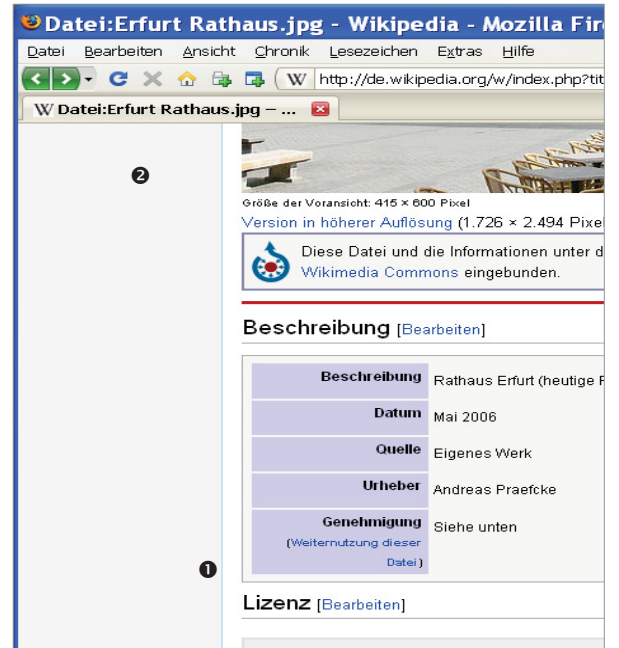 Datei:Erfurt Rathaus.jpg - Wikipedia - Mozilla Fir
Datei Bearbeiten Ansicht Chronik Lesezeichen Extras Hilfe
W http://de.wikipedia.org/w/index.php?tit
W Datei:Erfurt Rathaus.jpg – ...
❷
Größe der Voransicht: 415 × 600 Pixel
Version in höherer Auflösung (1.726 × 2.494 Pixel
Diese Datei und die Informationen unter d
Wikimedia Commons eingebunden.
Beschreibung [Bearbeiten]
Beschreibung Rathaus Erfurt (heutige F
Datum Mai 2006
Quelle Eigenes Werk
Urheber Andreas Praefcke
Genehmigung Siehe unten
(Weiternutzung dieser
Datei)
❶
Lizenz [Bearbeiten]